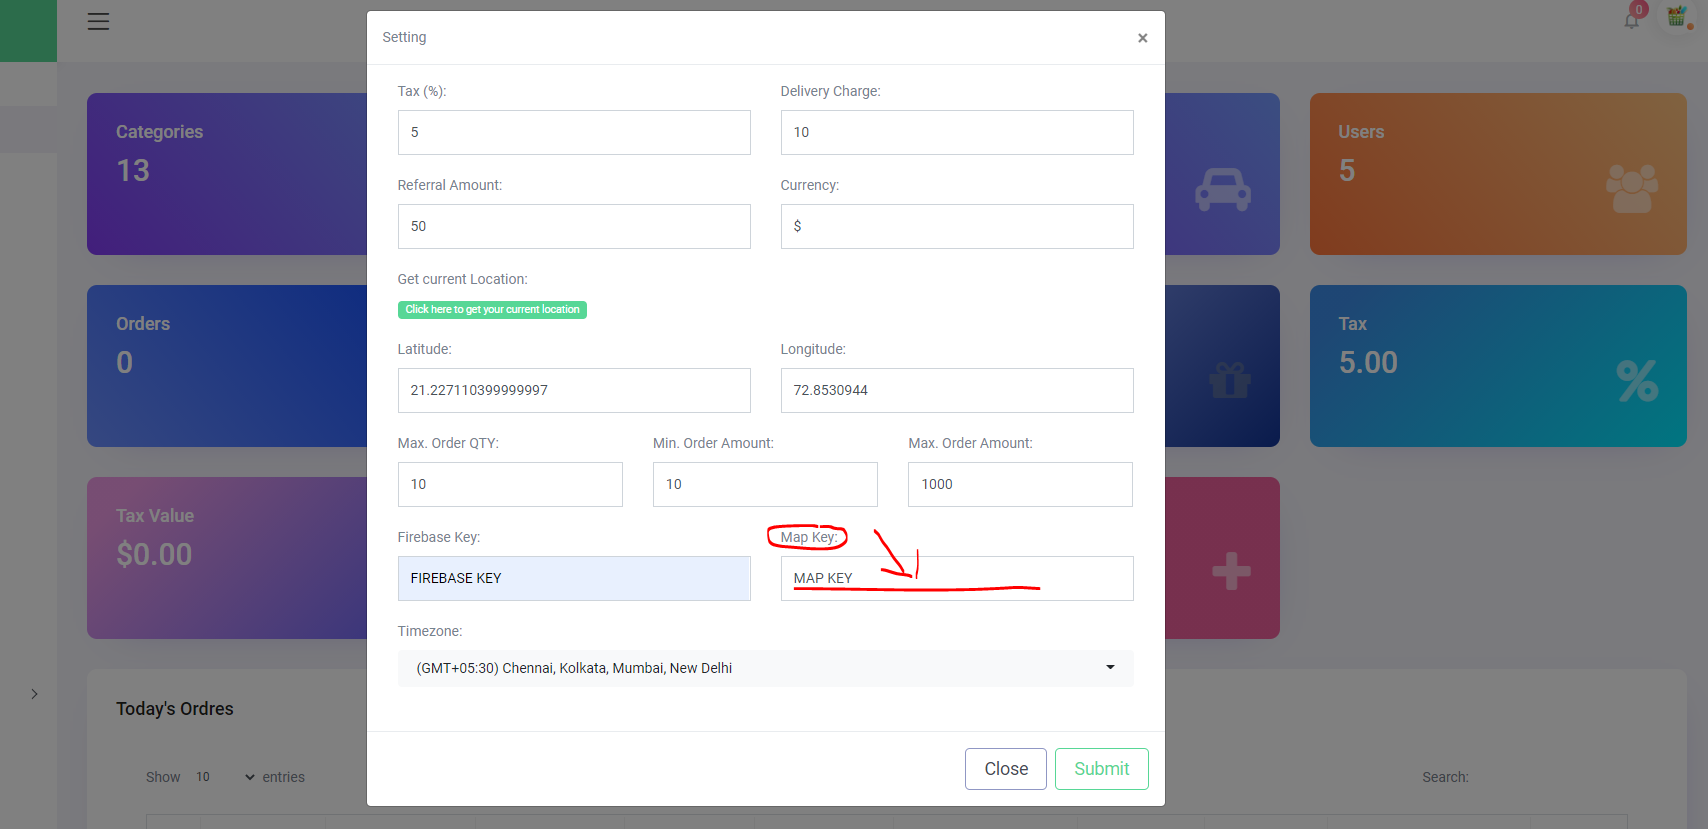 0
Setting
×
Tax (%):
Delivery Charge:
5
10
Referral Amount:
Currency:
50
$
Get current Location:
Click here to get your current location
Latitude:
Longitude:
21.227110399999997
72.8530944
Max. Order QTY:
Min. Order Amount:
Max. Order Amount:
10
10
1000
Firebase Key:
Map Key:
FIREBASE KEY
MAP KEY
Timezone:
(GMT+05:30) Chennai, Kolkata, Mumbai, New Delhi
Close
Submit
Categories
13
Users
5
Orders
0
Tax
5.00
%
Tax Value
$0.00
Today's Ordres
Show 10 entries
Search: